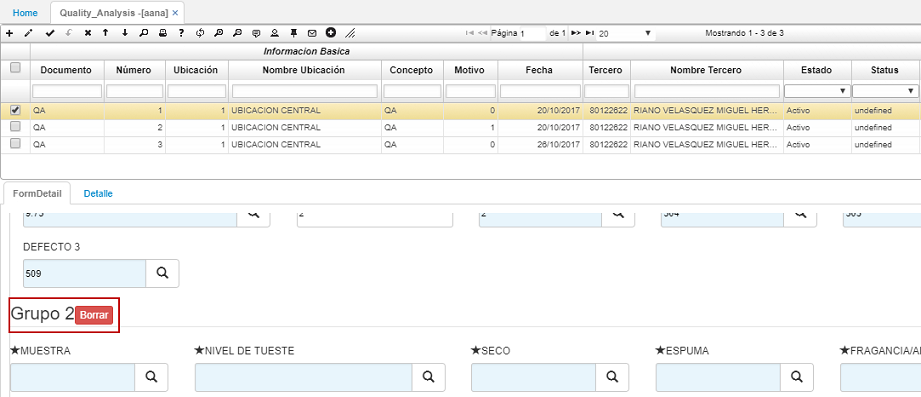 Home Quality_Analysis -[aana] ×
Página 1 de 1 20 Mostrando 1 - 3 de 3
Informacion Basica
Documento Número Ubicación Nombre Ubicación Concepto Motivo Fecha Tercero Nombre Tercero Estado Status
QA 1 1 UBICACION CENTRAL QA 0 20/10/2017 80122622 RIANO VELASQUEZ MIGUEL HER... Activo undefined
QA 2 1 UBICACION CENTRAL QA 1 20/10/2017 80122622 RIANO VELASQUEZ MIGUEL HER... Activo undefined
QA 3 1 UBICACION CENTRAL QA 0 26/10/2017 80122622 RIANO VELASQUEZ MIGUEL HER... Activo undefined
FormDetail Detalle
9.75 2 2 504 505
DEFECTO 3
509
Grupo 2 Borrar
★MUESTRA ★NIVEL DE TUESTE ★SECO ★ESPUMA ★FRAGANCIA/A